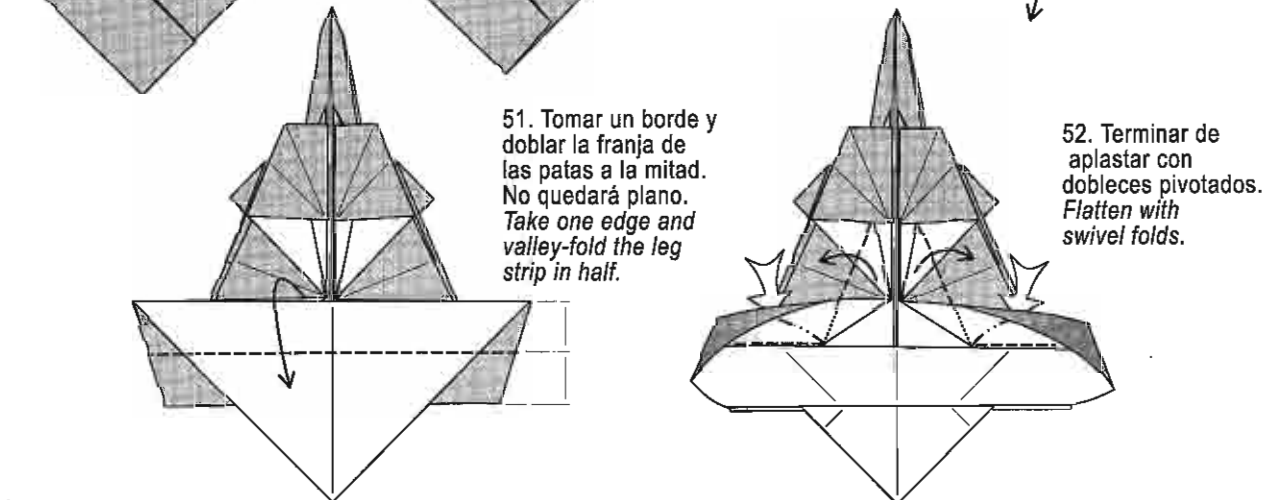 51. Tomar un borde y
doblar la franja de
las patas a la mitad.
No quedará plano.
Take one edge and
valley-fold the leg
strip in half.
52. Terminar de
aplastar con
dobleces pivotados.
Flatten with
swivel folds.